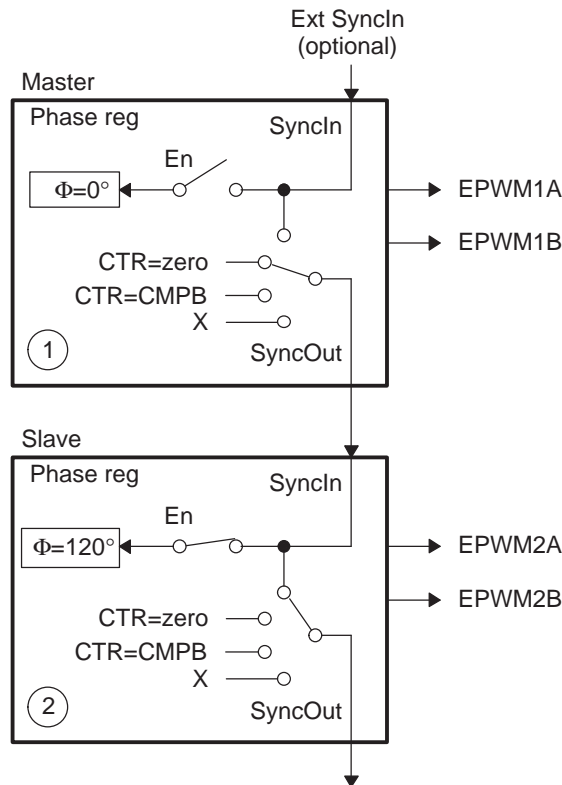 Ext SyncIn
(optional)
Master
Phase reg
SyncIn
En
Φ=0°
EPWM1A
EPWM1B
CTR=zero
CTR=CMPB
X
1
SyncOut
Slave
Phase reg
SyncIn
En
Φ=120°
EPWM2A
EPWM2B
CTR=zero
CTR=CMPB
X
2
SyncOut